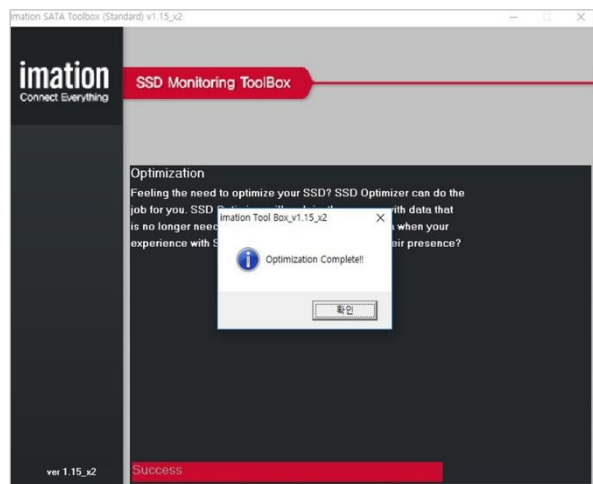 imation SATA Toolbox (Standard) v1.15_x2
imation
Connect Everything
SSD Monitoring ToolBox
Optimization
Feeling the need to optimize your SSD? SSD Optimizer can do the
job for you. SSD with data that
is no longer when your
experience with their presence?
imation Tool Box_v1.15_x2
Optimization Complete!!
확인
ver 1.15_x2
Success